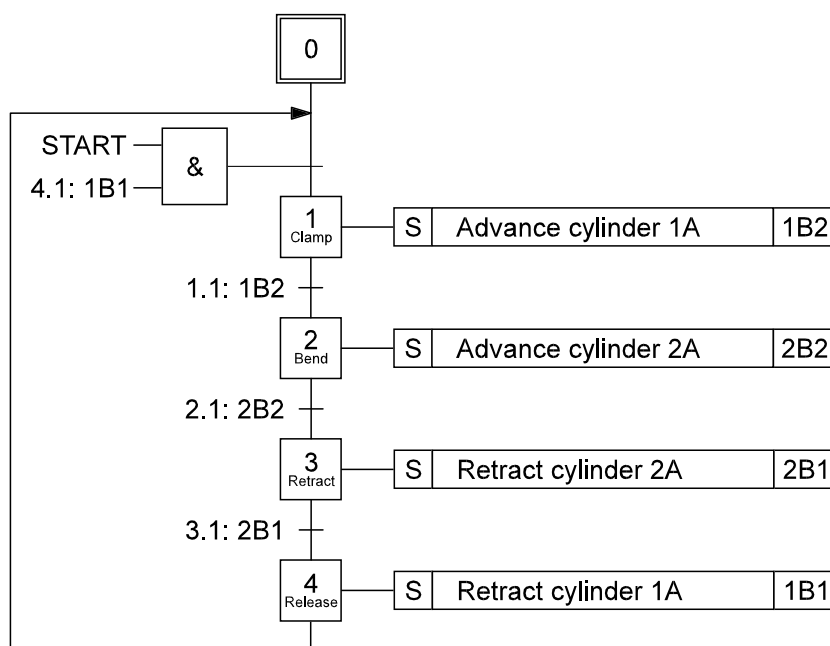 0
START
4.1: 1B1
&
1
Clamp
S Advance cylinder 1A 1B2
1.1: 1B2
2
Bend
S Advance cylinder 2A 2B2
2.1: 2B2
3
Retract
S Retract cylinder 2A 2B1
3.1: 2B1
4
Release
S Retract cylinder 1A 1B1